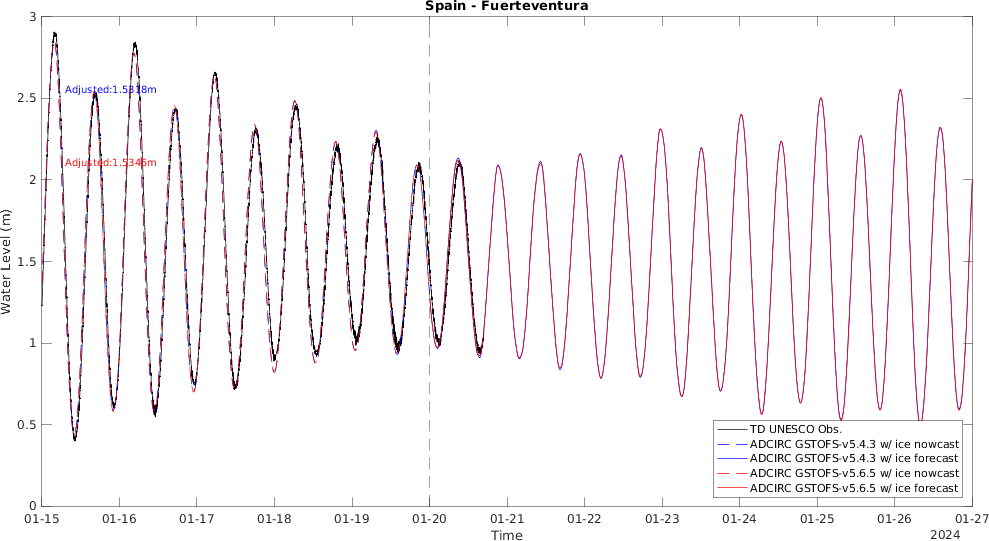 Spain - Fuerteventura
3
2.5
2
1.5
1
0.5
0
Water Level (m)
Adjusted:1.5318m
Adjusted:1.5345m
TD UNESCO Obs.
ADCIRC GSTOFS-v5.4.3 w/ ice nowcast
ADCIRC GSTOFS-v5.4.3 w/ ice forecast
ADCIRC GSTOFS-v5.6.5 w/ ice nowcast
ADCIRC GSTOFS-v5.6.5 w/ ice forecast
01-15 01-16 01-17 01-18 01-19 01-20 01-21 01-22 01-23 01-24 01-25 01-26 01-27
Time
2024